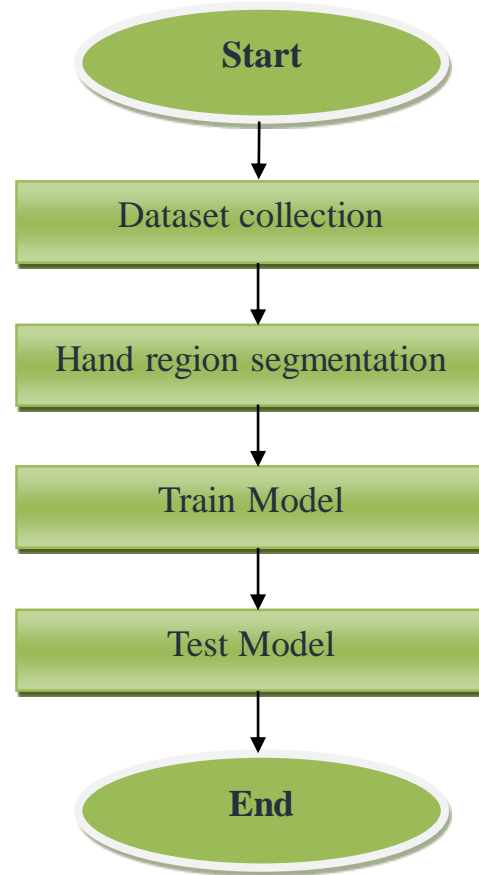 Start
Dataset collection
Hand region segmentation
Train Model
Test Model
End